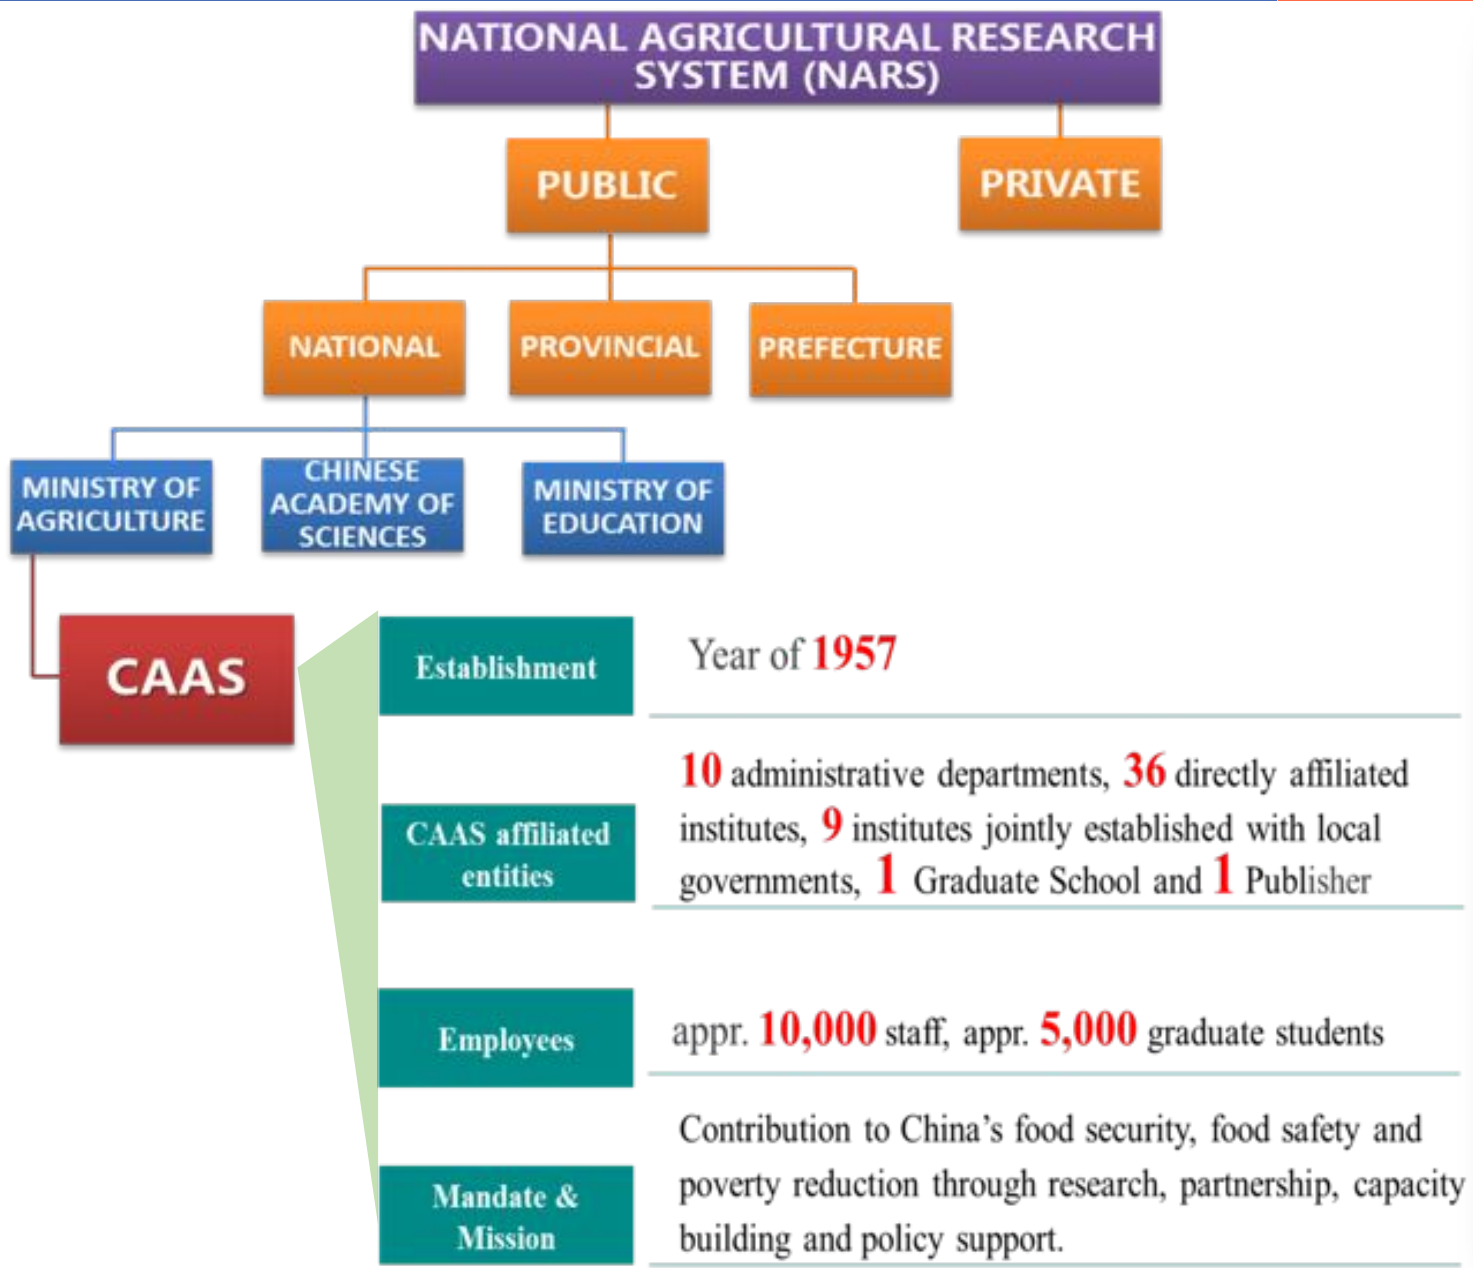 NATIONAL AGRICULTURAL RESEARCH
SYSTEM (NARS)
PUBLIC
PRIVATE
NATIONAL
PROVINCIAL
PREFECTURE
MINISTRY OF
AGRICULTURE
CHINESE
ACADEMY OF
SCIENCES
MINISTRY OF
EDUCATION
CAAS
Establishment
Year of 1957
CAAS affiliated
entities
10 administrative departments, 36 directly affiliated
institutes, 9 institutes jointly established with local
governments, 1 Graduate School and 1 Publisher
Employees
appr. 10,000 staff, appr. 5,000 graduate students
Mandate &
Mission
Contribution to China's food security, food safety and
poverty reduction through research, partnership, capacity
building and policy support.